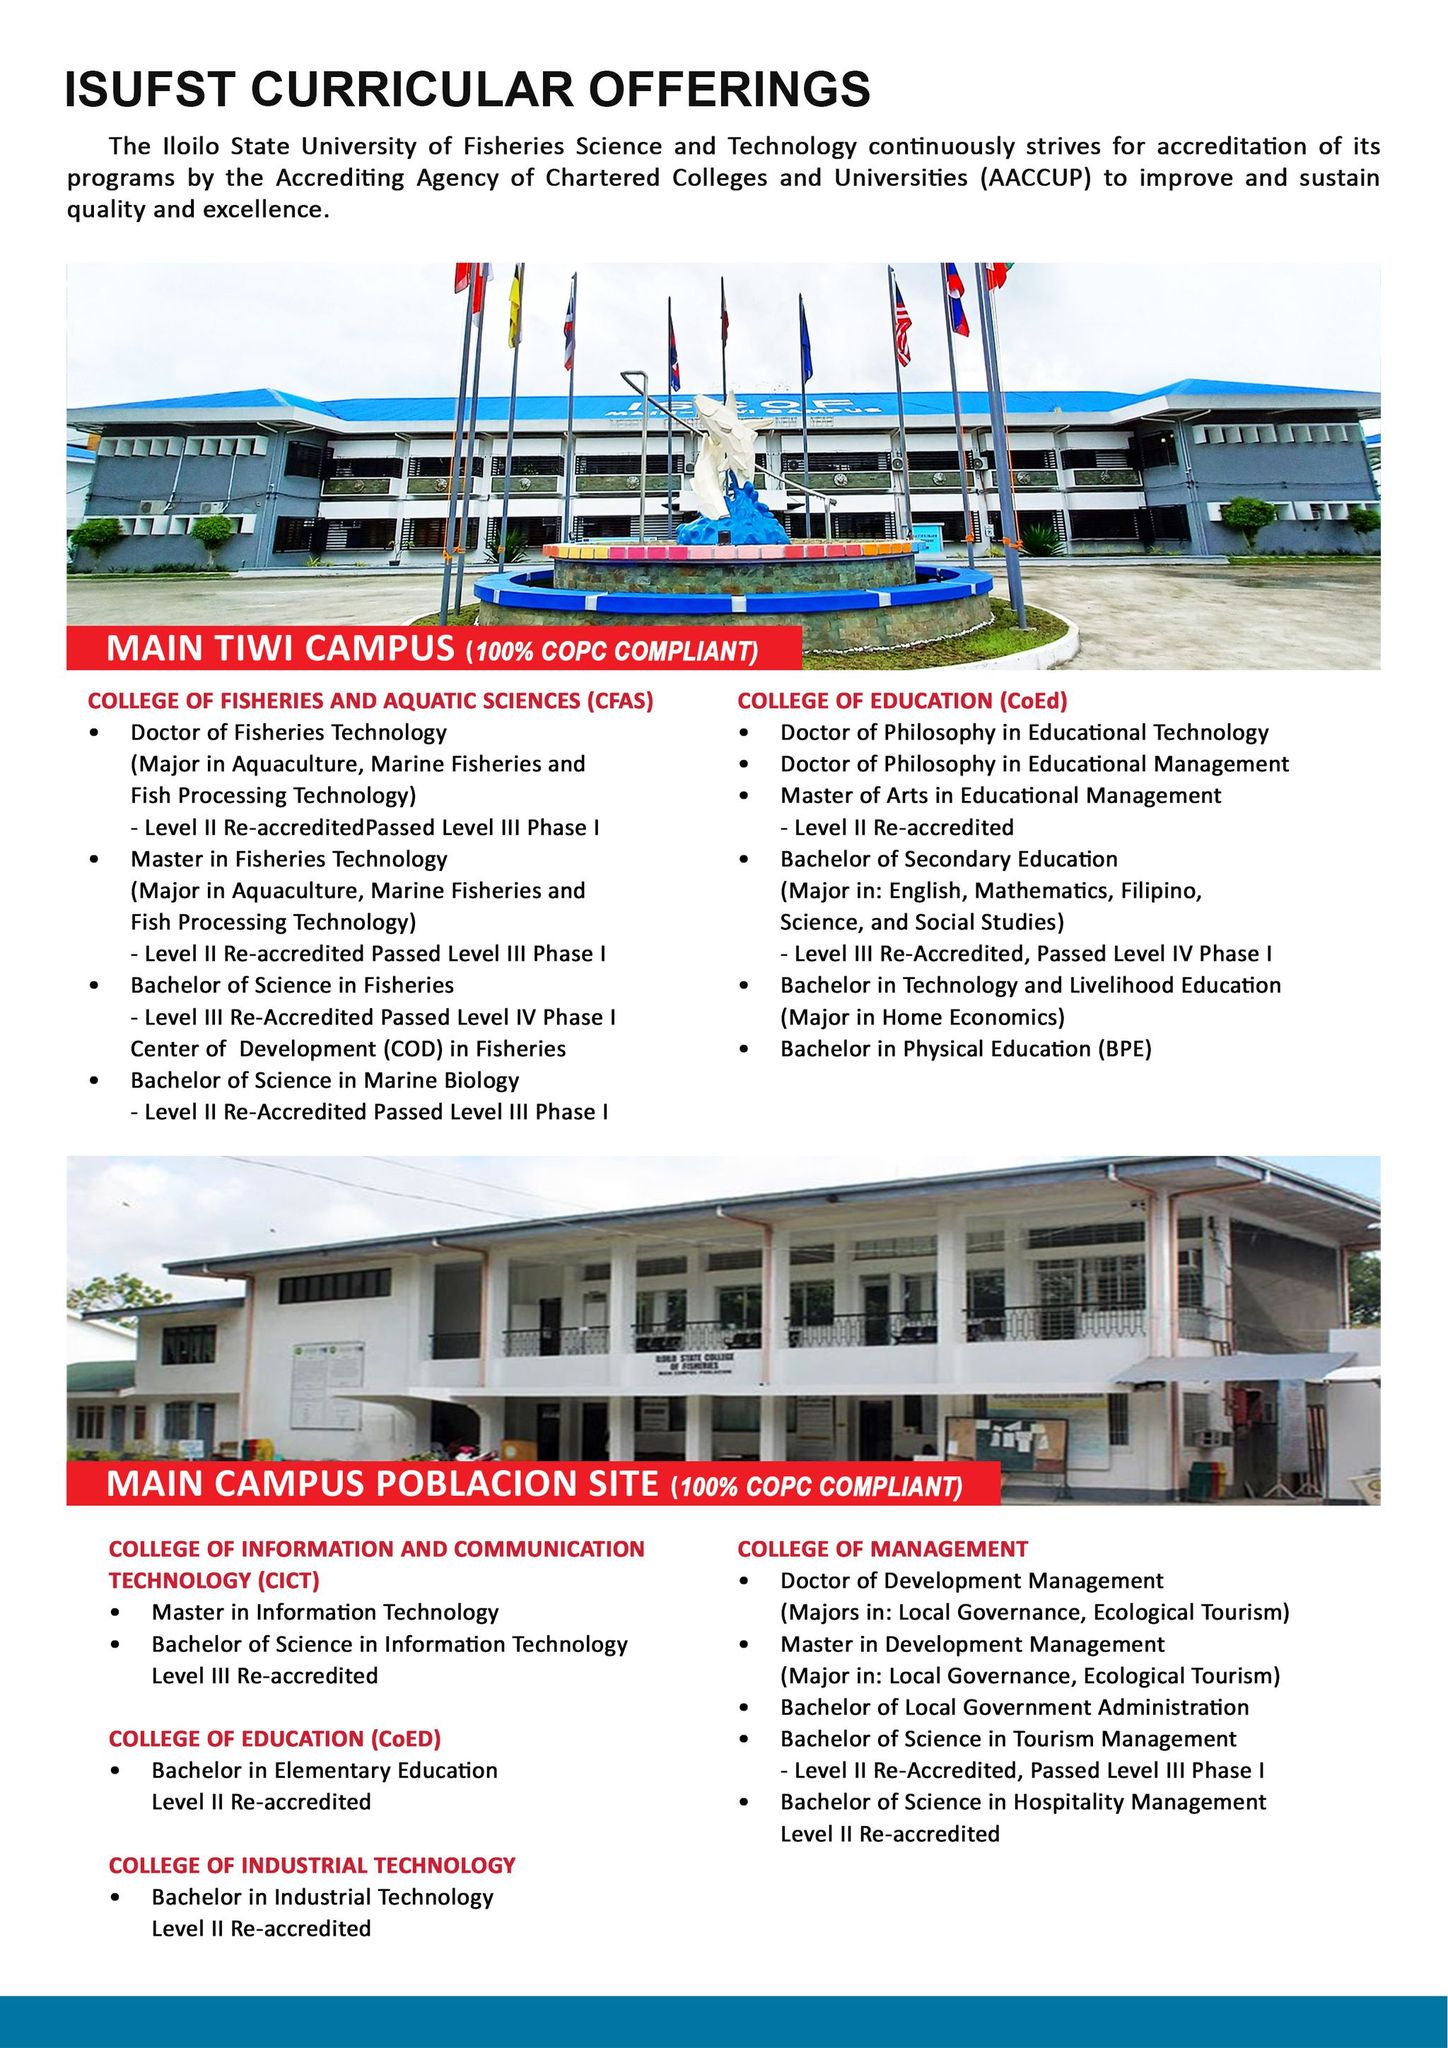 ISUFST CURRICULAR OFFERINGS
The Iloilo State University of Fisheries Science and Technology continuously strives for accreditation of its
programs by the Accrediting Agency of Chartered Colleges and Universities (AACCUP) to improve and sustain
quality and excellence.
MAIN TIWI CAMPUS (100% COPC COMPLIANT)
COLLEGE OF FISHERIES AND AQUATIC SCIENCES (CFAS)
• Doctor of Fisheries Technology
(Major in Aquaculture, Marine Fisheries and
Fish Processing Technology)
- Level II Re-accreditedPassed Level III Phase I
• Master in Fisheries Technology
(Major in Aquaculture, Marine Fisheries and
Fish Processing Technology)
- Level II Re-accredited Passed Level III Phase I
• Bachelor of Science in Fisheries
- Level III Re-Accredited Passed Level IV Phase I
Center of  Development (COD) in Fisheries
• Bachelor of Science in Marine Biology
- Level II Re-Accredited Passed Level III Phase I
COLLEGE OF EDUCATION (CoEd)
• Doctor of Philosophy in Educational Technology
• Doctor of Philosophy in Educational Management
• Master of Arts in Educational Management
- Level II Re-accredited
• Bachelor of Secondary Education
(Major in: English, Mathematics, Filipino,
Science, and Social Studies)
- Level III Re-Accredited, Passed Level IV Phase I
• Bachelor in Technology and Livelihood Education
(Major in Home Economics)
• Bachelor in Physical Education (BPE)
ILOILO STATE COLLEGE
OF FISHERIES
MAIN CAMPUS POBLACION
MAIN CAMPUS POBLACION SITE (100% COPC COMPLIANT)
COLLEGE OF INFORMATION AND COMMUNICATION
TECHNOLOGY (CICT)
• Master in Information Technology
• Bachelor of Science in Information Technology
Level III Re-accredited
COLLEGE OF EDUCATION (CoED)
• Bachelor in Elementary Education
Level II Re-accredited
COLLEGE OF INDUSTRIAL TECHNOLOGY
• Bachelor in Industrial Technology
Level II Re-accredited
COLLEGE OF MANAGEMENT
• Doctor of Development Management
(Majors in: Local Governance, Ecological Tourism)
• Master in Development Management
(Major in: Local Governance, Ecological Tourism)
• Bachelor of Local Government Administration
• Bachelor of Science in Tourism Management
- Level II Re-Accredited, Passed Level III Phase I
• Bachelor of Science in Hospitality Management
Level II Re-accredited